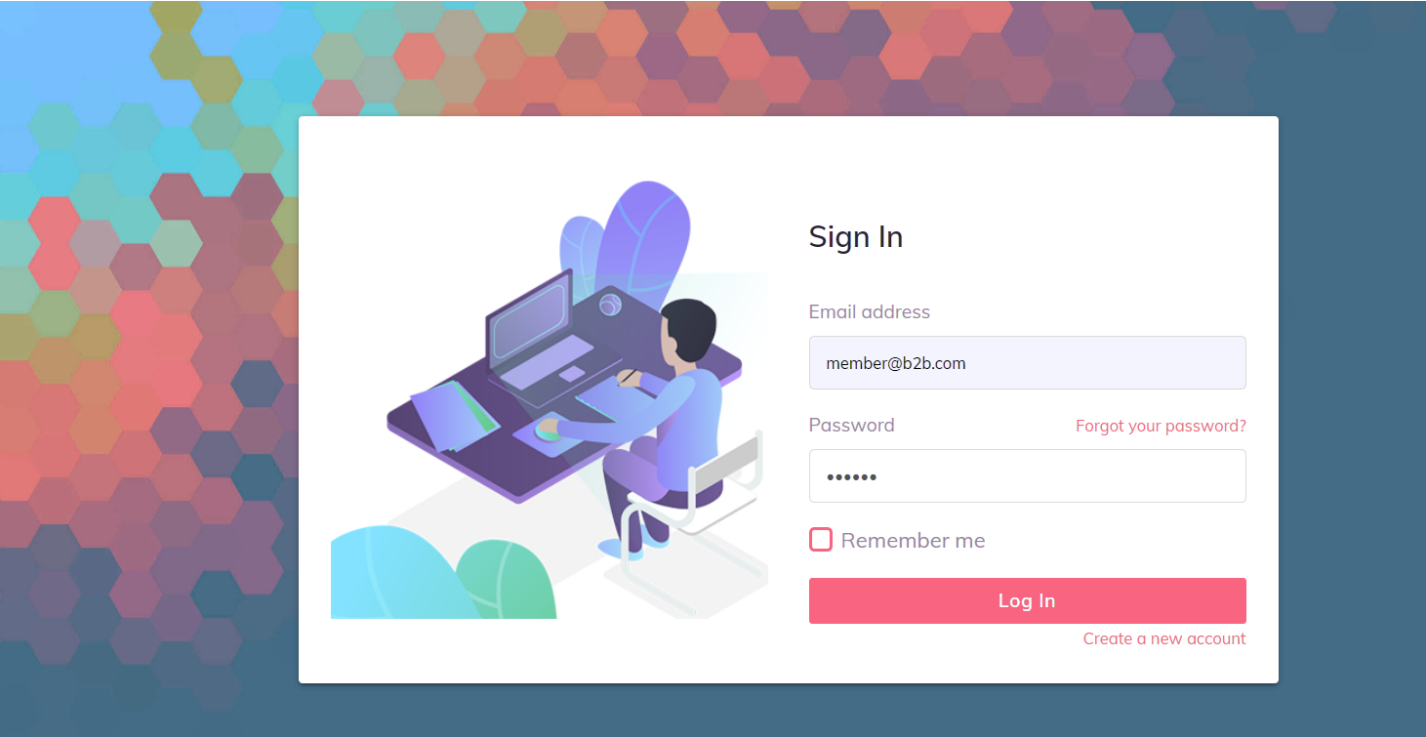 Sign In
Email address
member@b2b.com
Password Forgot your password?
••••••
Remember me
Log In
Create a new account